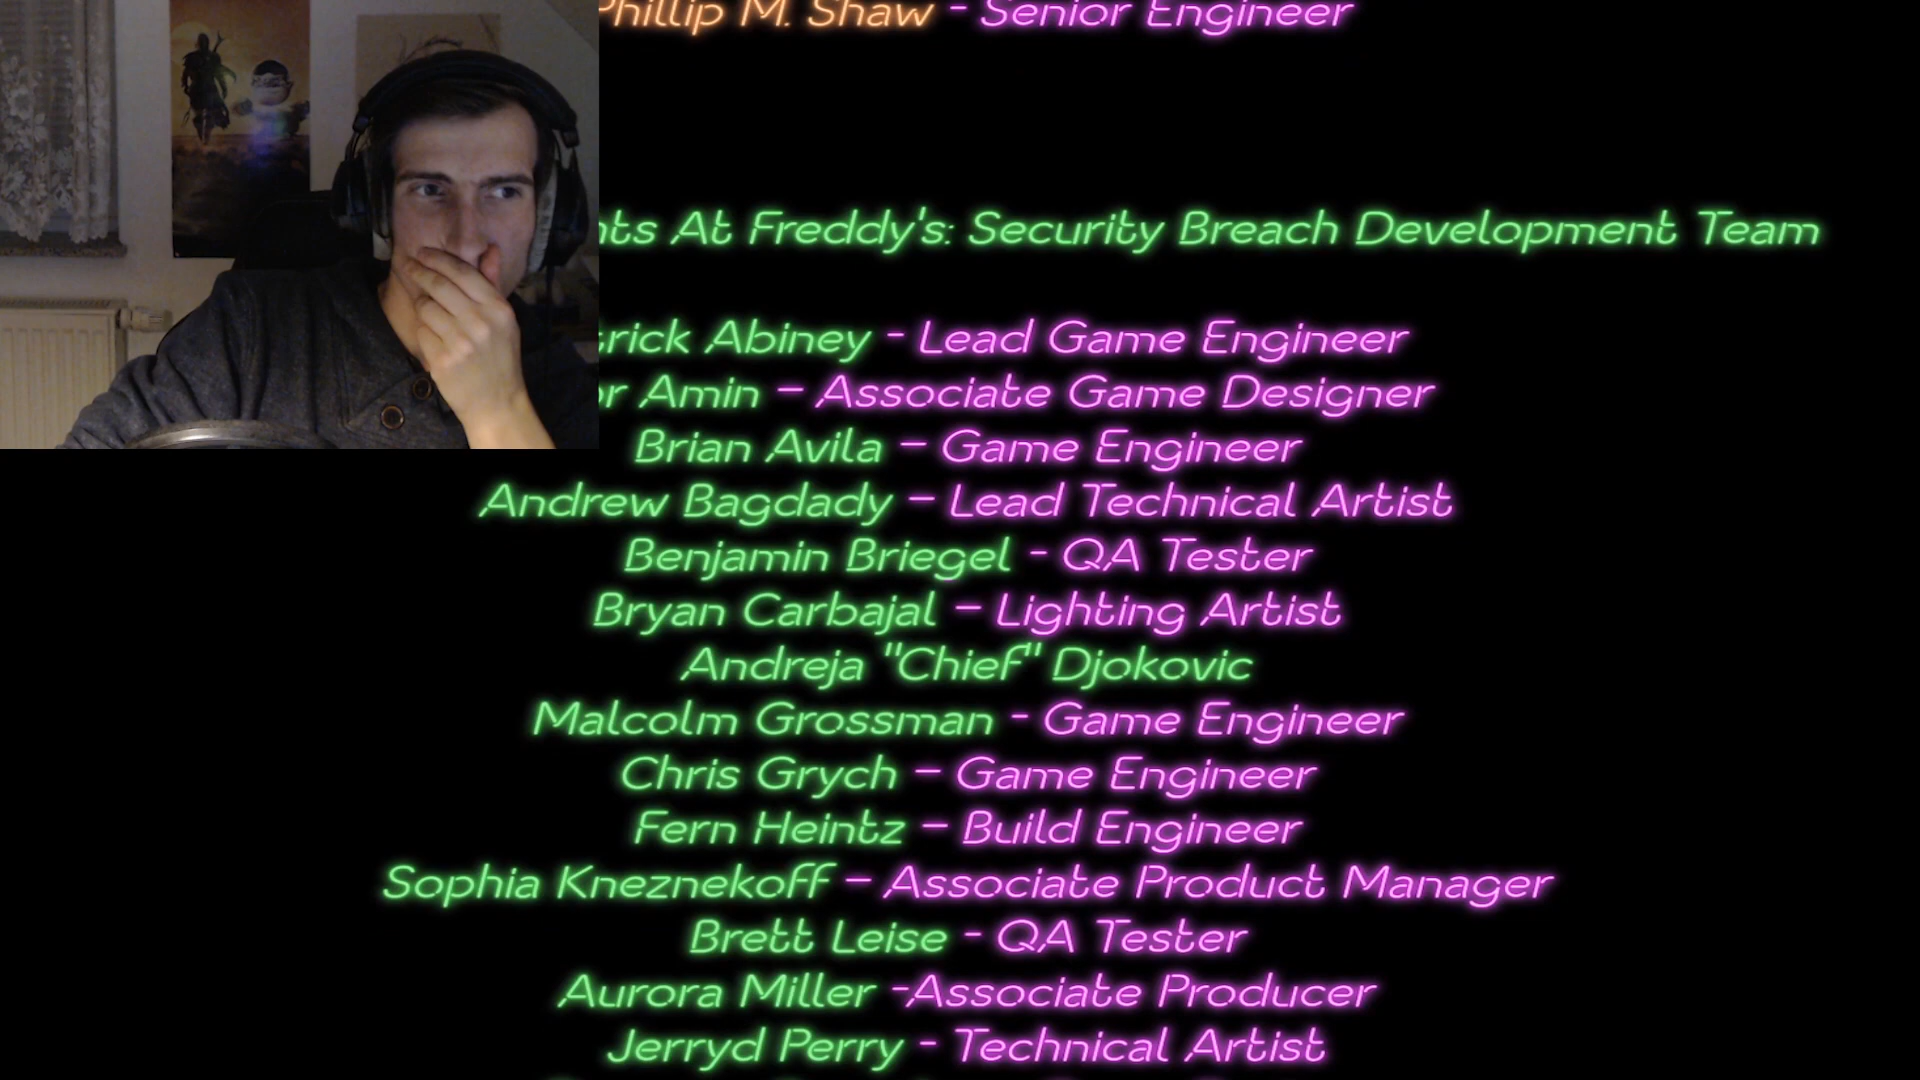 Phillip M. Shaw - Senior Engineer
At Freddy's: Security Breach Development Team
Abiney - Lead Game Engineer
Amin – Associate Game Designer
Brian Avila – Game Engineer
Andrew Bagdady – Lead Technical Artist
Benjamin Briegel - QA Tester
Bryan Carbajal – Lighting Artist
Andreja "Chief" Djokovic
Malcolm Grossman - Game Engineer
Chris Grych – Game Engineer
Fern Heintz – Build Engineer
Sophia Kneznekoff – Associate Product Manager
Brett Leise - QA Tester
Aurora Miller -Associate Producer
Jerryd Perry - Technical Artist